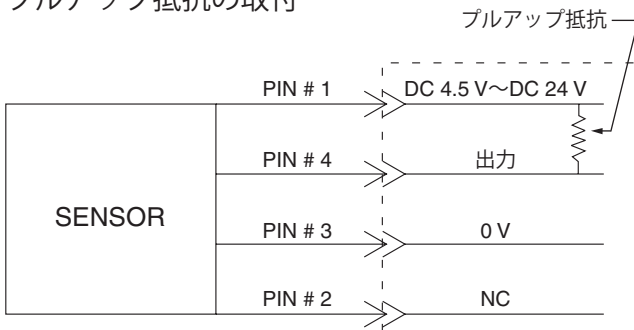 プルアップ抵抗の取付
プルアップ抵抗
PIN # 1
DC 4.5 V～DC 24 V
PIN # 4
出力
SENSOR
PIN # 3
0 V
PIN # 2
NC